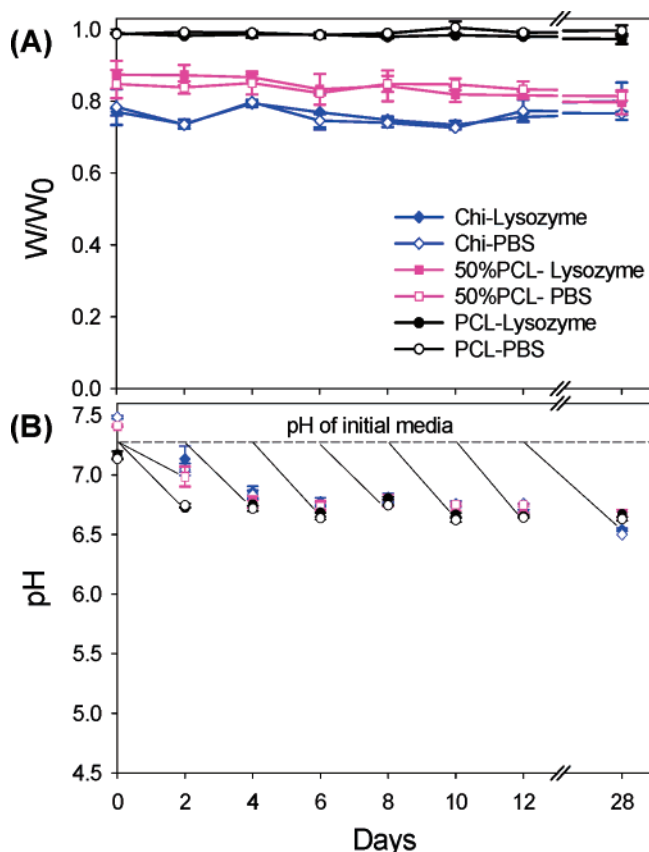 (A)
1.0
0.8
0.6
0.4
0.2
0.0
W/W0
Chi-Lysozyme
Chi-PBS
50%PCL- Lysozyme
50%PCL- PBS
PCL-Lysozyme
PCL-PBS
(B)
7.5
7.0
6.5
6.0
5.5
5.0
4.5
pH
pH of initial media
0 2 4 6 8 10 12 28
Days